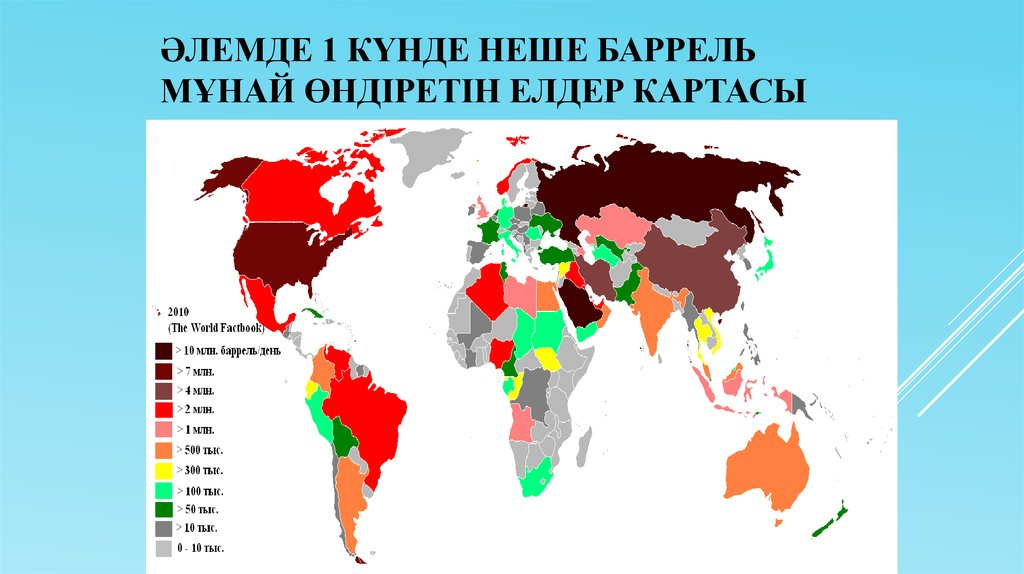 ӘЛЕМДЕ 1 КҮНДЕ НЕШЕ БАРРЕЛЬ
МҰНАЙ ӨНДІРЕТІН ЕЛДЕР КАРТАСЫ
2010
(The World Factbook)
> 10 млн. баррель/день
> 7 млн.
> 4 млн.
> 2 млн.
> 1 млн.
> 500 тыс.
> 300 тыс.
> 100 тыс.
> 50 тыс.
> 10 тыс.
0 - 10 тыс.